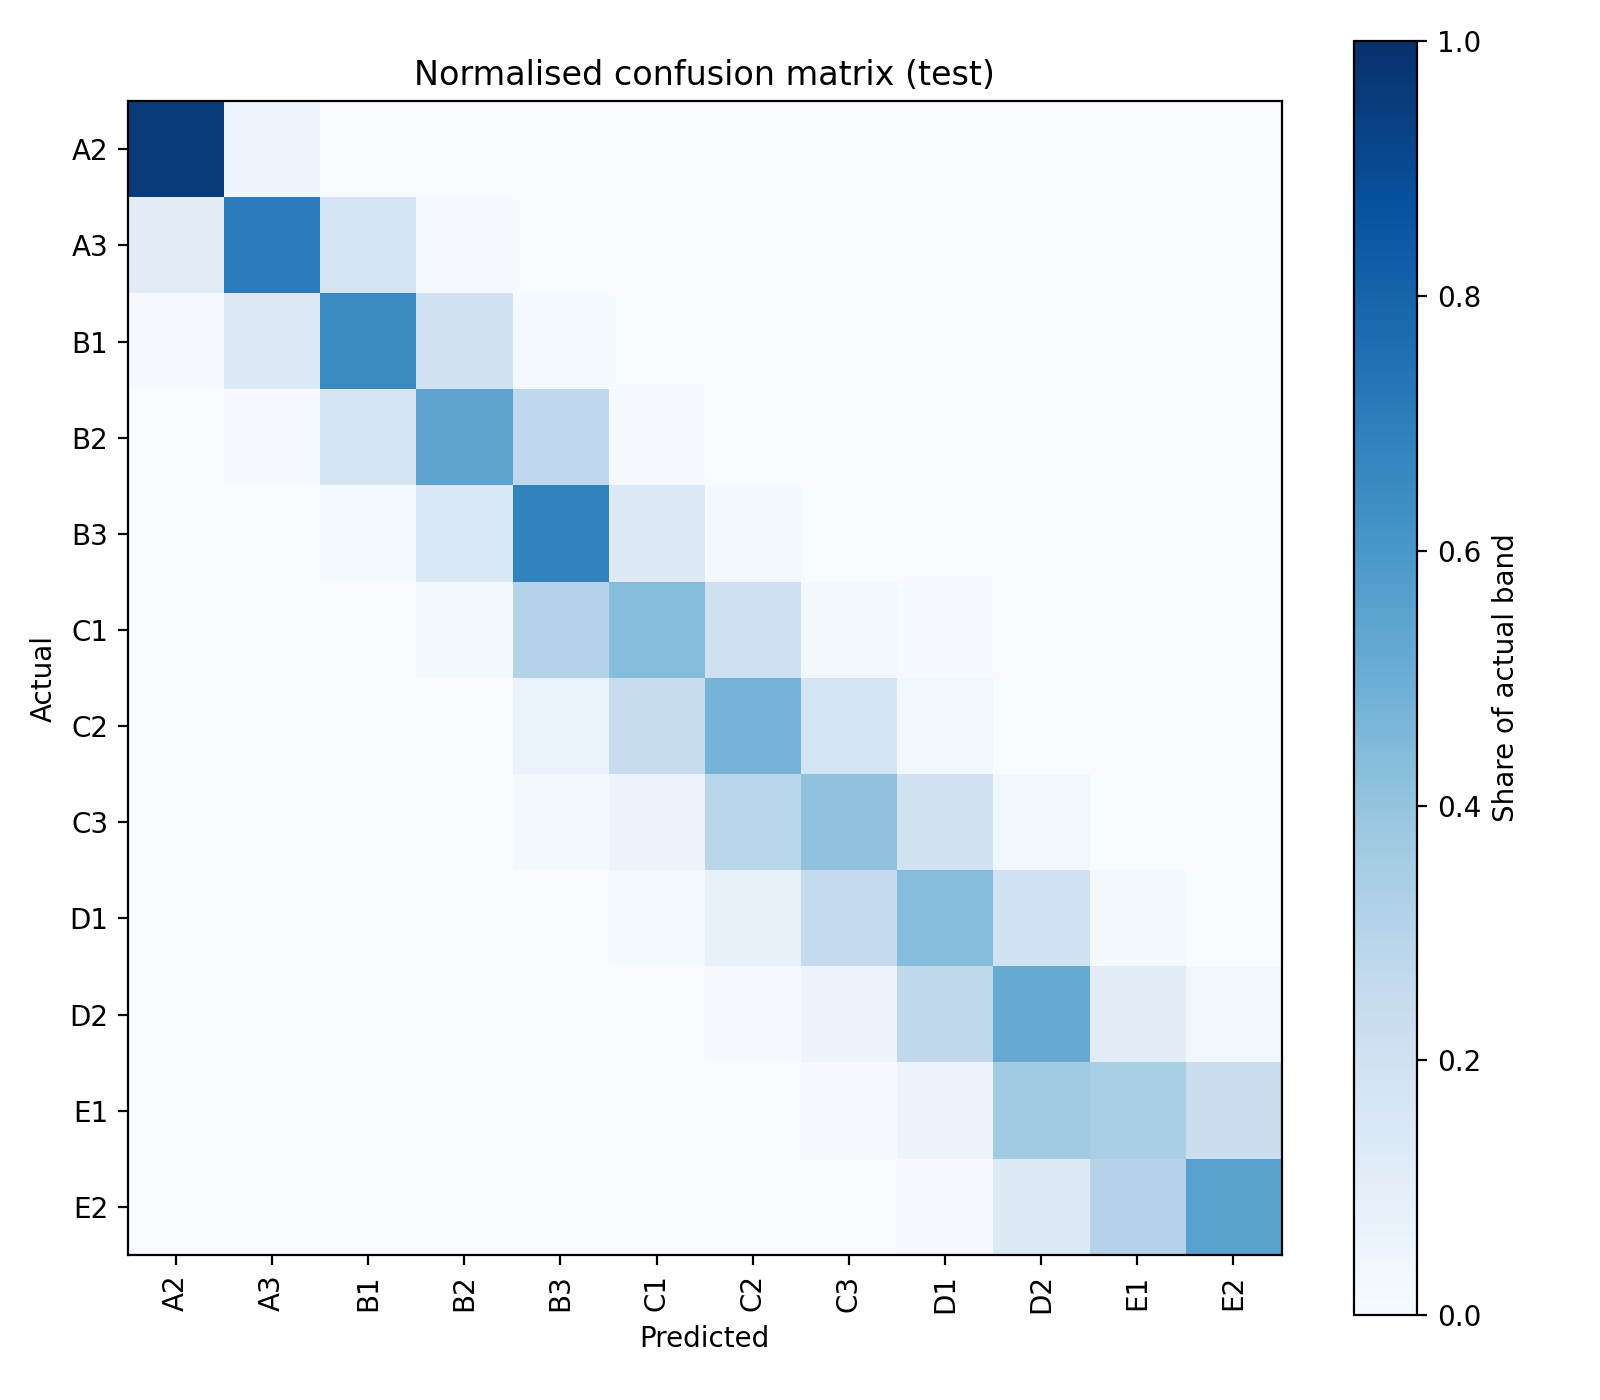 Normalised confusion matrix (test)
Actual
A2
A3
B1
B2
B3
C1
C2
C3
D1
D2
E1
E2
A2 A3 B1 B2 B3 C1 C2 C3 D1 D2 E1 E2
Predicted
1.0
0.8
0.6
0.4
0.2
0.0
Share of actual band